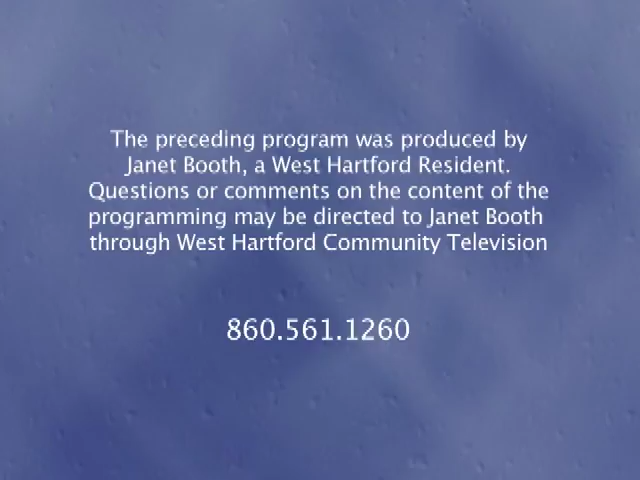 The preceding program was produced by
Janet Booth, a West Hartford Resident.
Questions or comments on the content of the
programming may be directed to Janet Booth
through West Hartford Community Television
860.561.1260